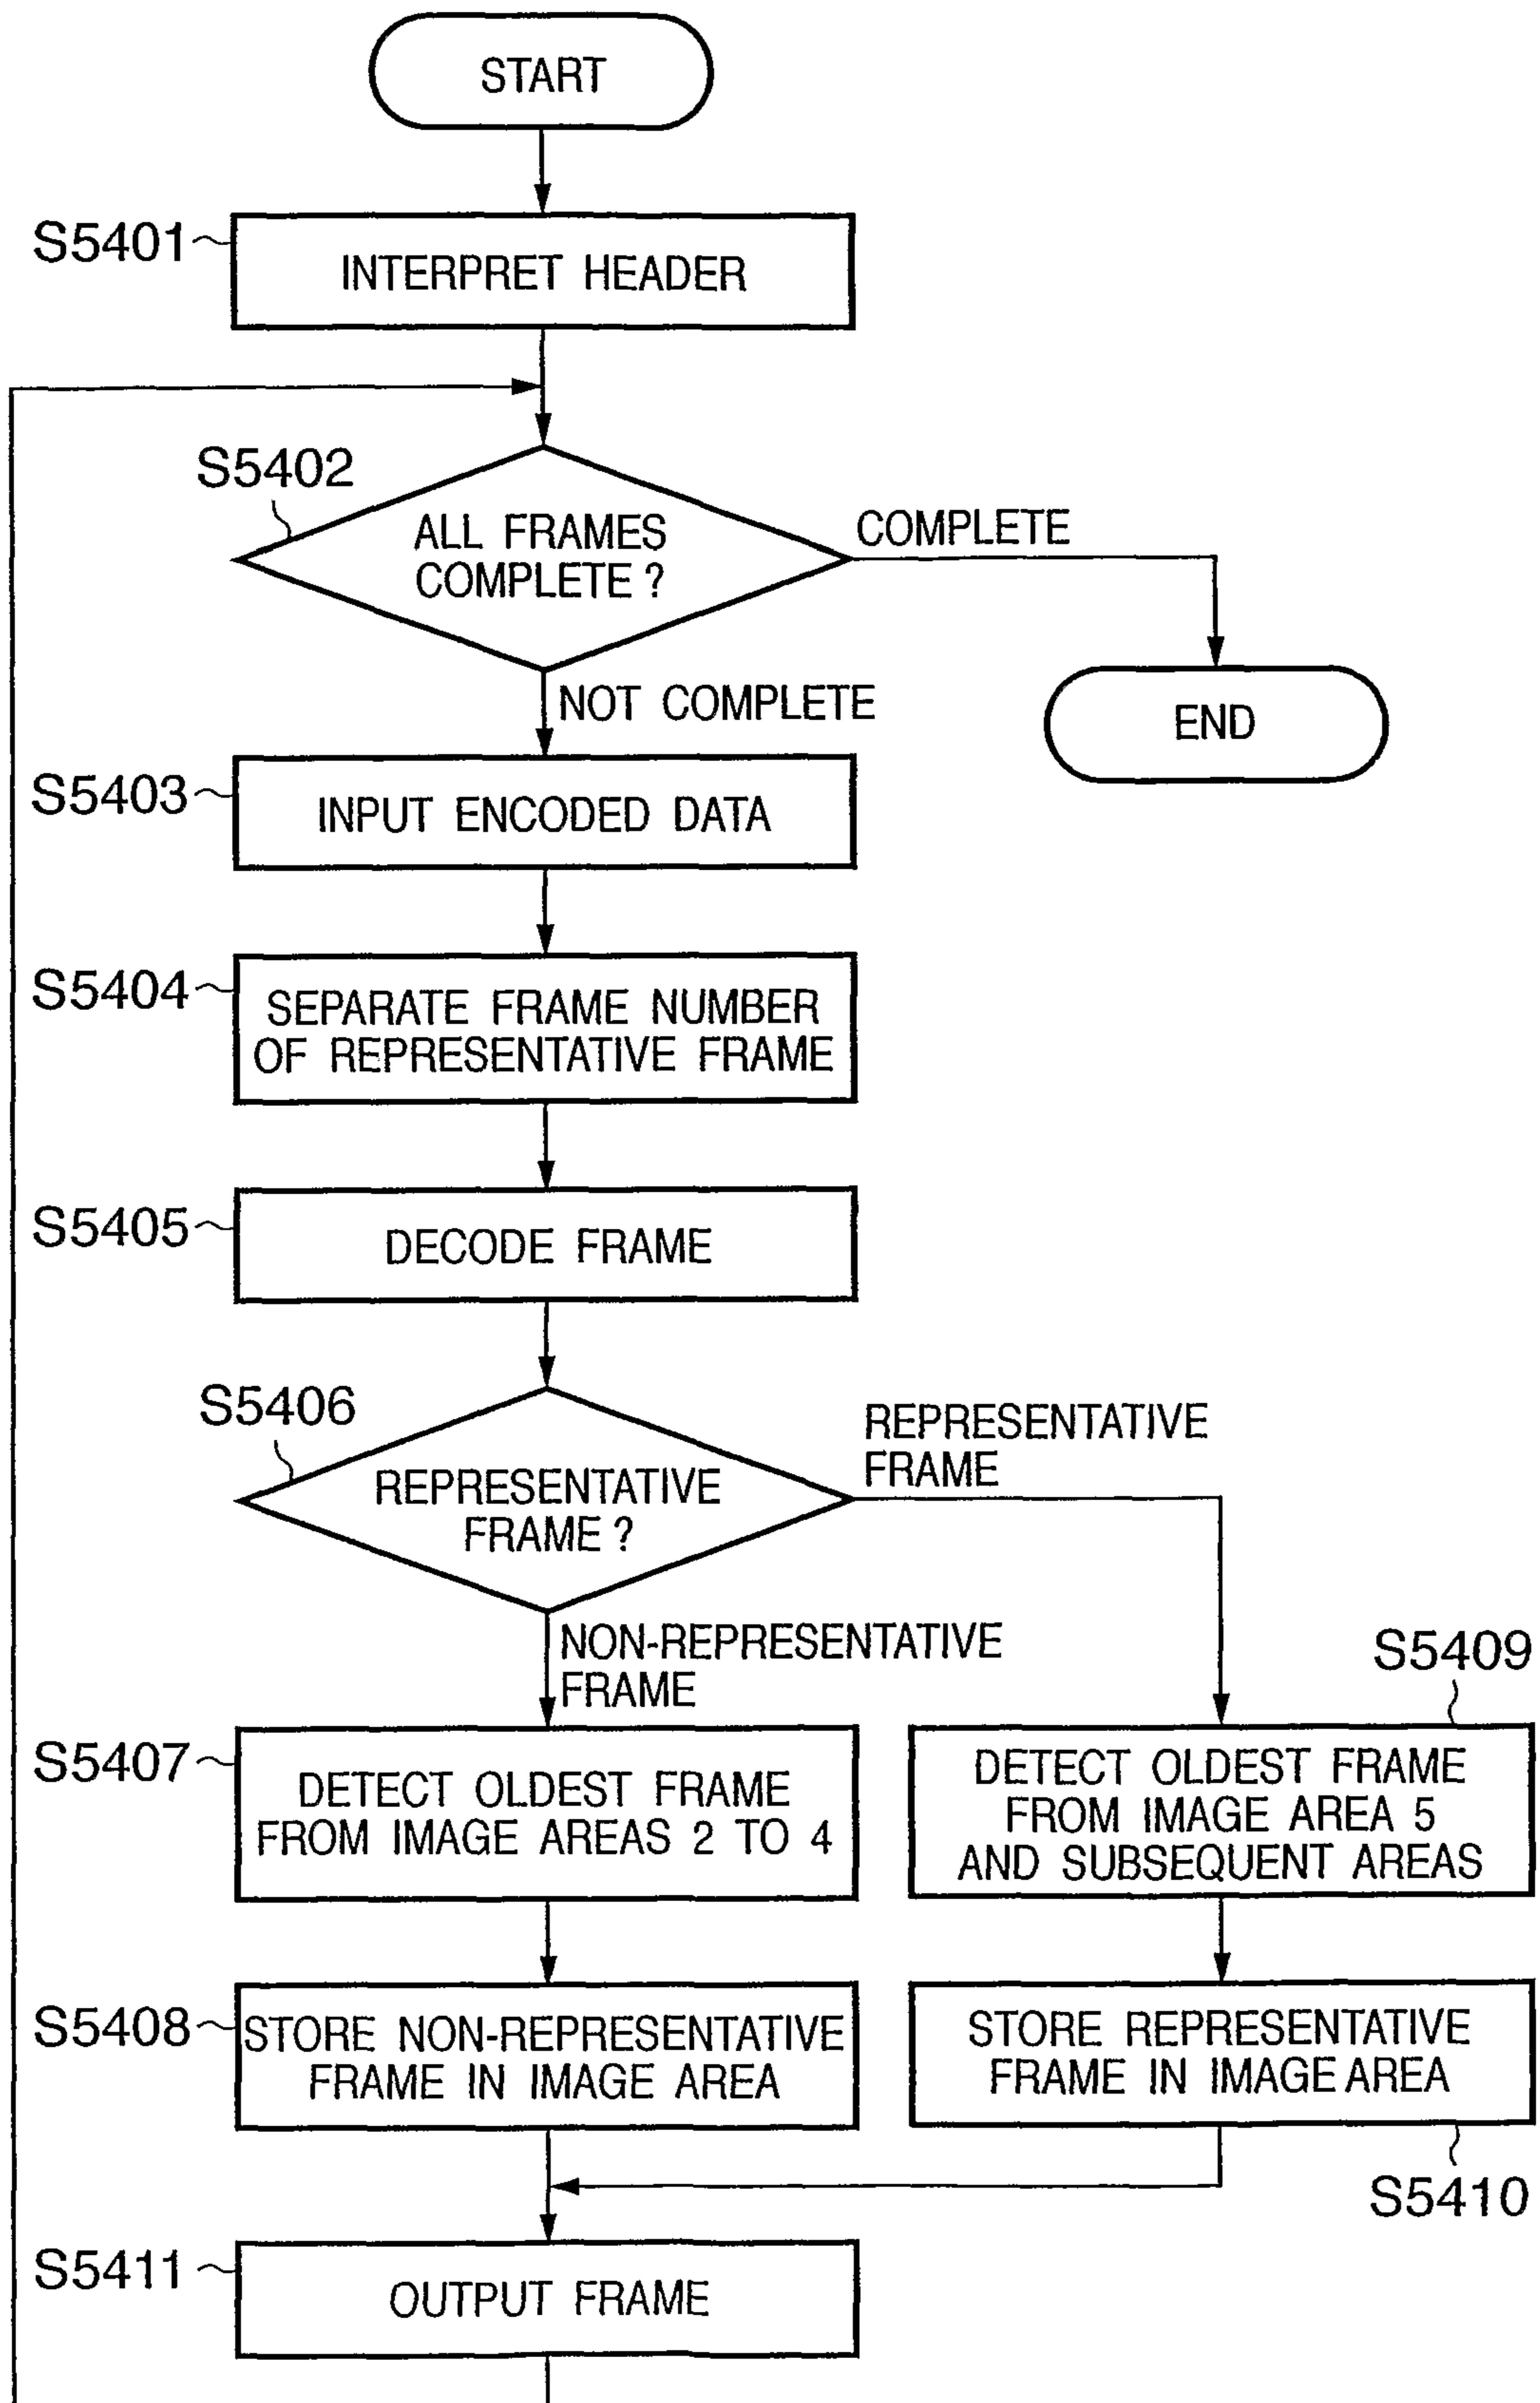 START
S5401
INTERPRET HEADER
S5402
ALL FRAMES
COMPLETE ?
COMPLETE
END
NOT COMPLETE
S5403
INPUT ENCODED DATA
S5404
SEPARATE FRAME NUMBER
OF REPRESENTATIVE FRAME
S5405
DECODE FRAME
S5406
REPRESENTATIVE
FRAME ?
REPRESENTATIVE
FRAME
NON-REPRESENTATIVE
FRAME
S5407
DETECT OLDEST FRAME
FROM IMAGE AREAS 2 TO 4
S5409
DETECT OLDEST FRAME
FROM IMAGE AREA 5
AND SUBSEQUENT AREAS
S5408
STORE NON-REPRESENTATIVE
FRAME IN IMAGE AREA
STORE REPRESENTATIVE
FRAME IN IMAGE AREA
S5410
S5411
OUTPUT FRAME